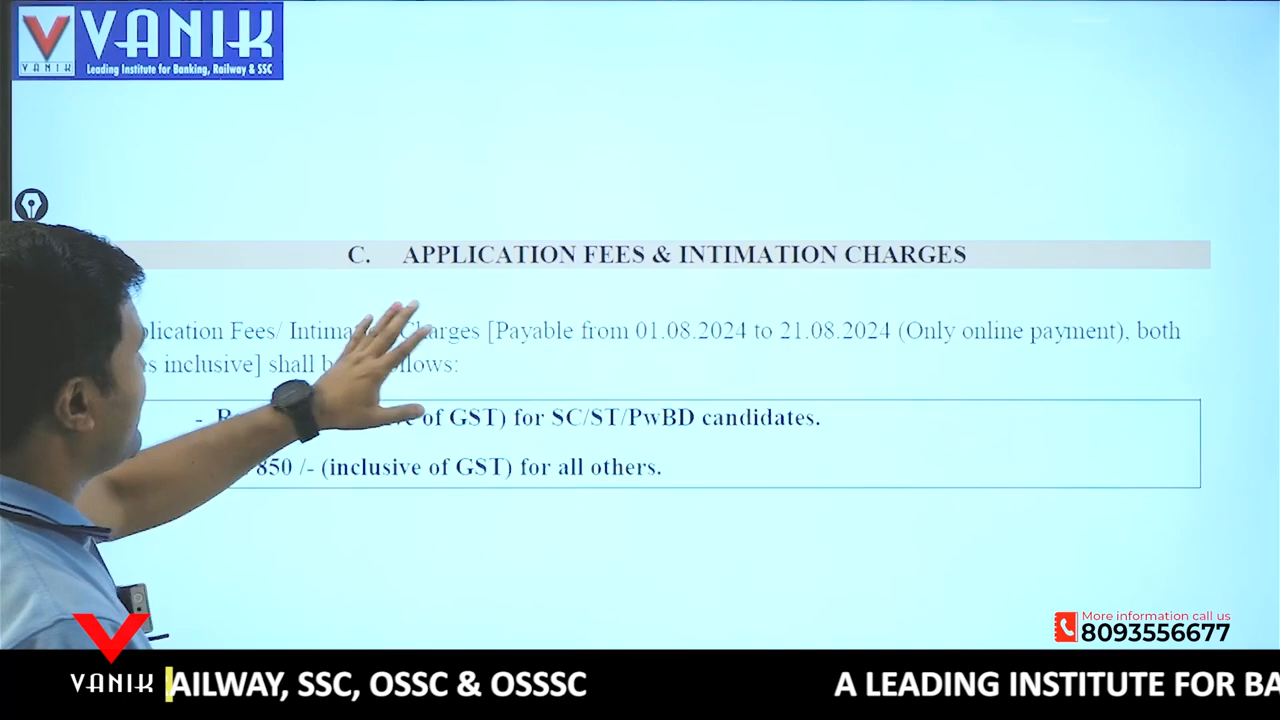 VANIK
VANIK
Leading Institute for Banking, Railway & SSC
C. APPLICATION FEES & INTIMATION CHARGES
Fees/ Charges [Payable from 01.08.2024 to 21.08.2024 (Only online payment), both
inclusive] shall
- of GST) for SC/ST/PwBD candidates.
850 /- (inclusive of GST) for all others.
More information call us
8093556677
VANIK
AILWAY, SSC, OSSC & OSSSC
A LEADING INSTITUTE FOR BA